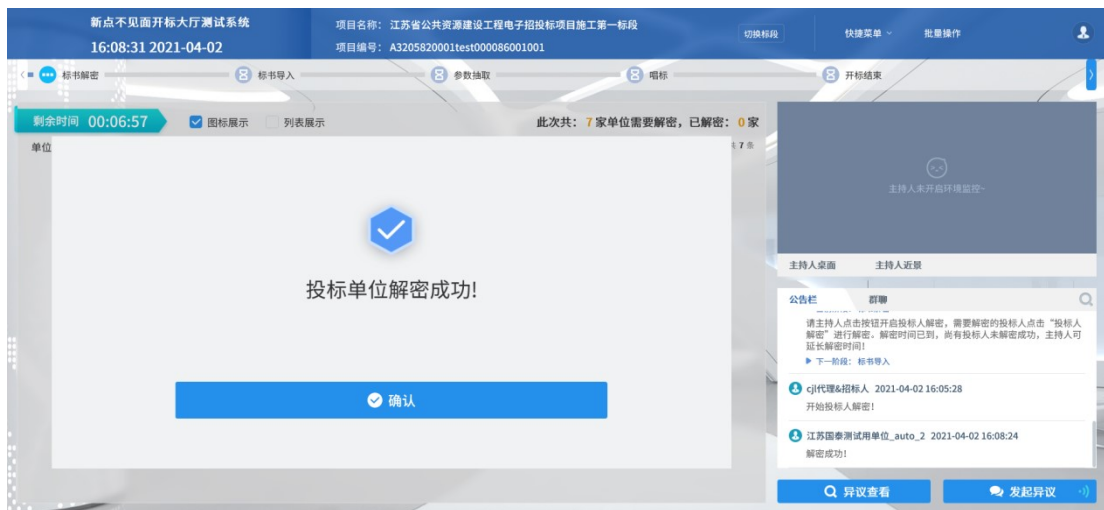 新点不见面开标大厅测试系统
16:08:31 2021-04-02
项目名称： 江苏省公共资源建设工程电子招投标项目施工第一标段
项目编号： A3205820001test000086001001
切换标段
快捷菜单
批量操作
标书解密
标书导入
参数抽取
唱标
开标结束
剩余时间 00:06:57
图标展示
列表展示
此次共： 7 家单位需要解密，已解密： 0 家
单位
7 条
投标单位解密成功!
确认
主持人未开启环境监控~
主持人桌面
主持人近景
公告栏
群聊
请主持人点击按钮开启投标人解密，需要解密的投标人点击“投标人
解密”进行解密。解密时间已到，尚有投标人未解密成功，主持人可
延长解密时间!
下一阶段： 标书导入
cjl代理&招标人 2021-04-02 16:05:28
开始投标人解密!
江苏国泰测试用单位_auto_2 2021-04-02 16:08:24
解密成功!
异议查看
发起异议